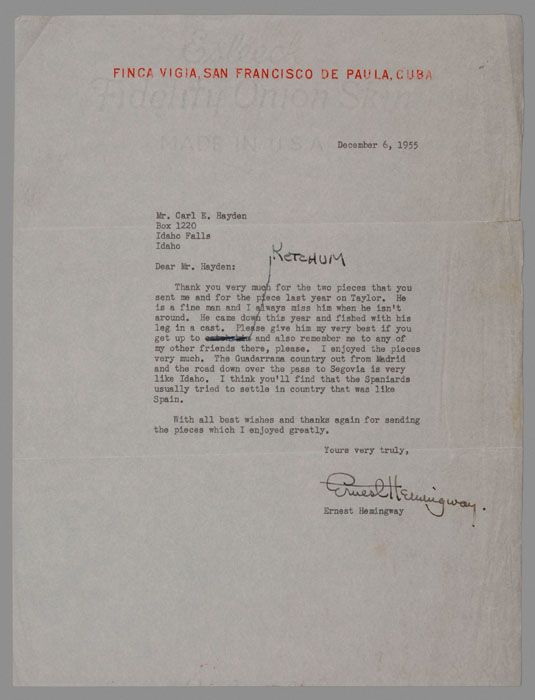 Ezerase
Fidelity Onion Skin
MADE IN U.S.A.
FINCA VIGIA, SAN FRANCISCO DE PAULA, CUBA
December 6, 1955
Mr. Carl E. Hayden
Box 1220
Idaho Falls
Idaho
KETCHUM
Dear Mr. Hayden:
Thank you very much for the two pieces that you
sent me and for the piece last year on Taylor. He
is a fine man and I always miss him when he isn't
around. He came down this year and fished with his
leg in a cast. Please give him my very best if you
get up to and also remember me to any of
my other friends there, please. I enjoyed the pieces
very much. The Guadarrama country out from Madrid
and the road down over the pass to Segovia is very
like Idaho. I think you'll find that the Spaniards
usually tried to settle in country that was like
Spain.
With all best wishes and thanks again for sending
the pieces which I enjoyed greatly.
Yours very truly,
Ernest Hemingway.
Ernest Hemingway